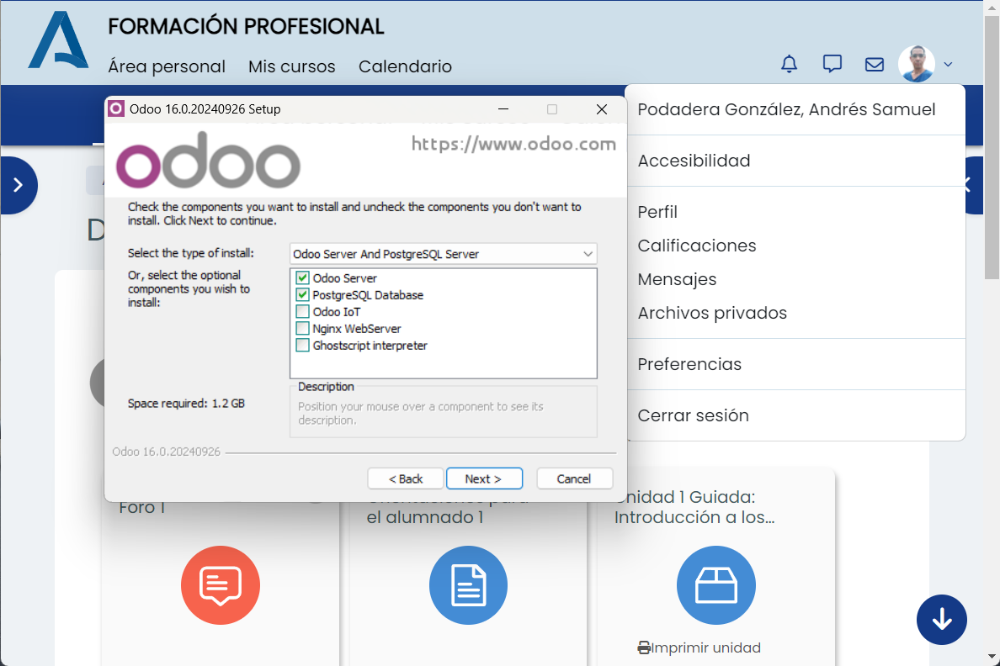 FORMACIÓN PROFESIONAL
Área personal Mis cursos Calendario
Podadera González, Andrés Samuel
Accesibilidad
Perfil
Calificaciones
Mensajes
Archivos privados
Preferencias
Cerrar sesión
Odoo 16.0.20240926 Setup
odoo
https://www.odoo.com
Check the components you want to install and uncheck the components you don't want to
install. Click Next to continue.
Select the type of install:
Odoo Server And PostgreSQL Server
Or, select the optional
components you wish to
install:
Odoo Server
PostgreSQL Database
Odoo IoT
Nginx WebServer
Ghostscript interpreter
Space required: 1.2 GB
Description
Position your mouse over a component to see its
description.
Odoo 16.0.20240926
< Back Next > Cancel
Foro 1
Orientaciones para
el alumnado 1
Unidad 1 Guiada:
Introducción a los...
Imprimir unidad